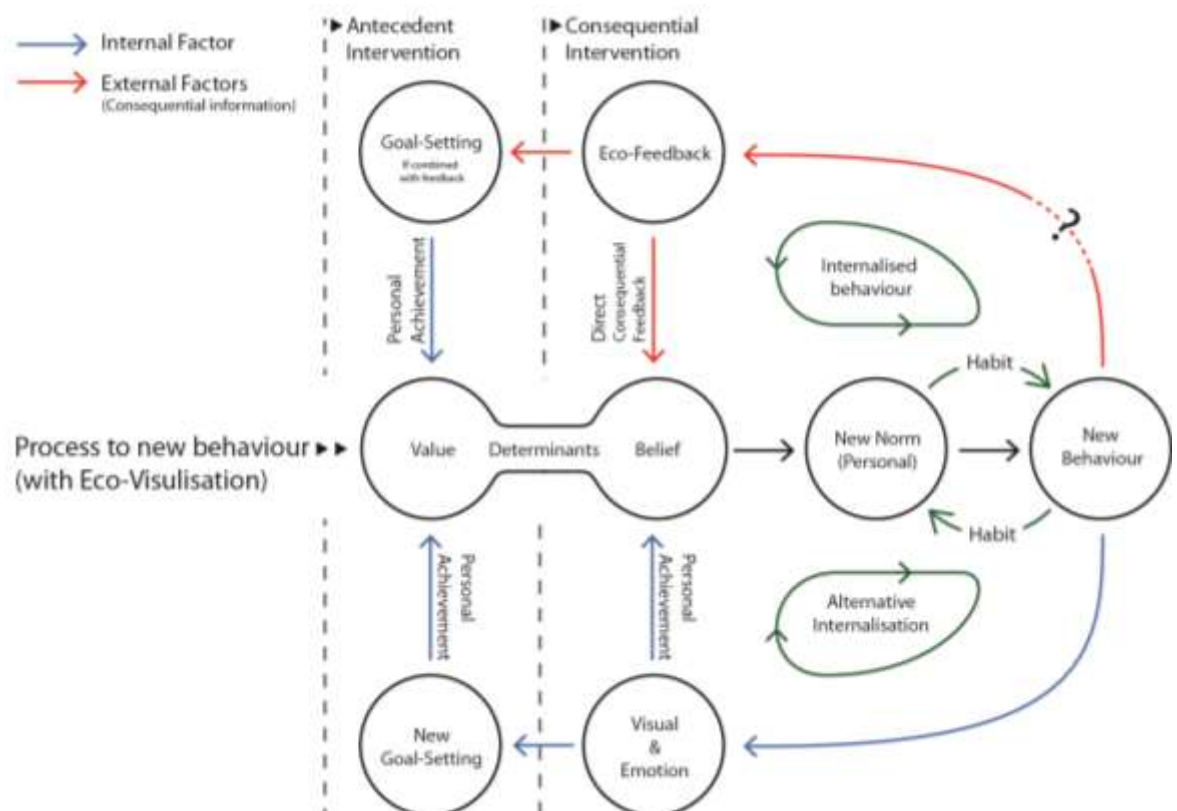 Internal Factor
External Factors
(Consequential information)
Antecedent
Intervention
Consequential
Intervention
Goal-Setting
If combined
with feedback
Eco-Feedback
?
Personal
Achievement
Direct
Consequential
Feedback
Internalised
behaviour
Habit
Process to new behaviour
(with Eco-Visulisation)
Value
Determinants
Belief
New Norm
(Personal)
New
Behaviour
Habit
Personal
Achievement
Personal
Achievement
Alternative
Internalisation
New
Goal-Setting
Visual
&
Emotion